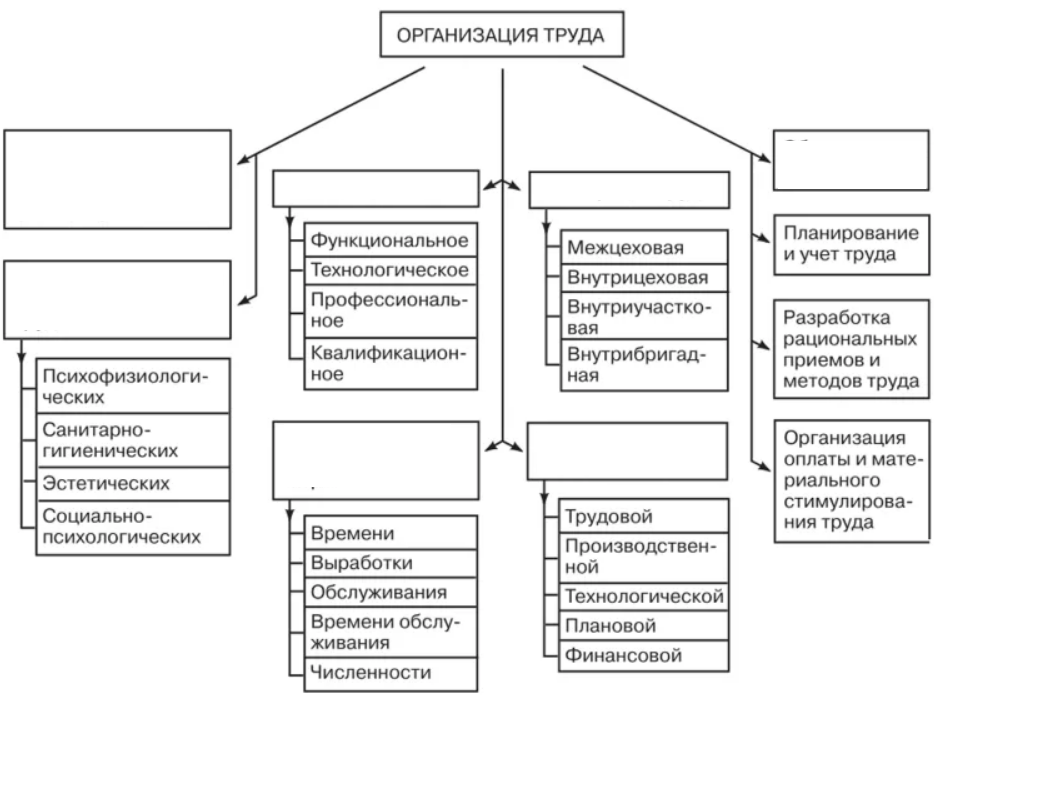 ОРГАНИЗАЦИЯ ТРУДА
Психофизиологи-
ческих
Санитарно-
гигиенических
Эстетических
Социально-
психологических
Функциональное
Технологическое
Профессиональ-
ное
Квалификацион-
ное
Времени
Выработки
Обслуживания
Времени обслу-
живания
Численности
Межцеховая
Внутрицеховая
Внутриучастко-
вая
Внутрибригад-
ная
Трудовой
Производствен-
ной
Технологической
Плановой
Финансовой
Планирование
и учет труда
Разработка
рациональных
приемов и
методов труда
Организация
оплаты и мате-
риального
стимулирова-
ния труда